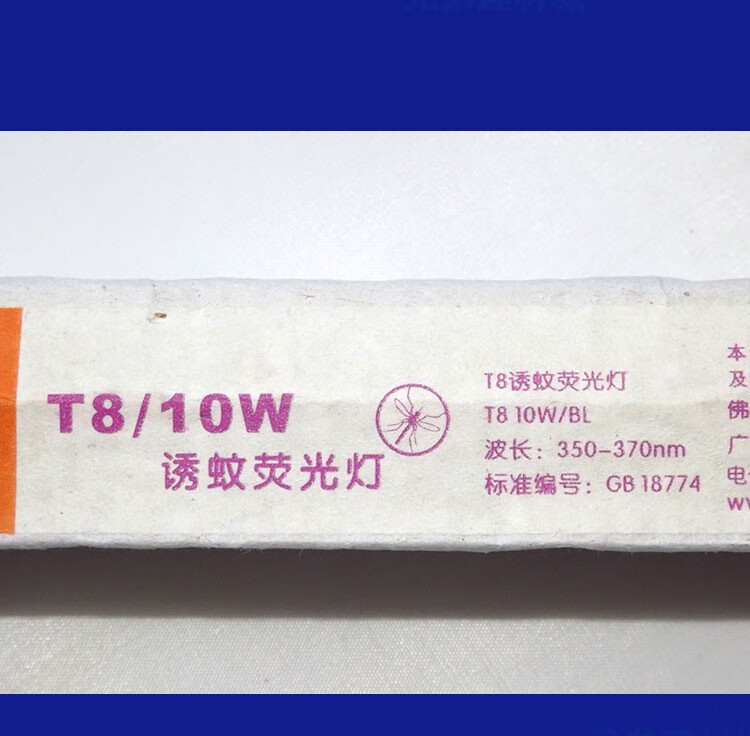 T8/10W
诱蚊荧光灯
T8诱蚊荧光灯
T8 10W/BL
波长：350-370nm
标准编号：GB 18774
本
及
佛
广
电